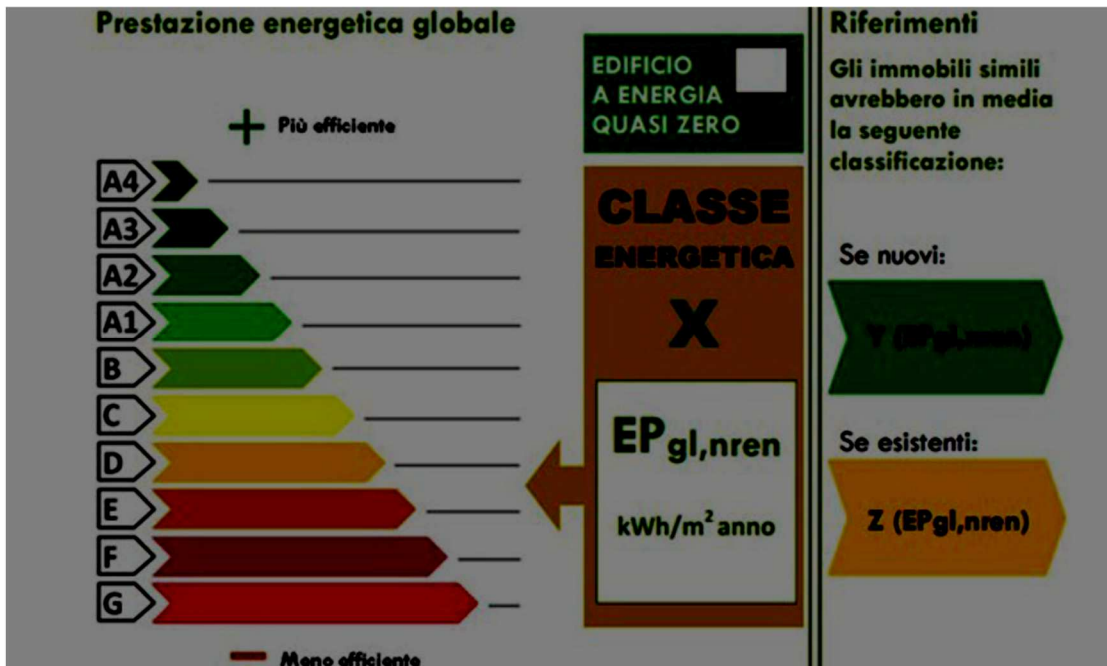 Prestazione energetica globale
+ Più efficiente
A4
A3
A2
A1
B
C
D
E
F
G
Meno efficiente
EDIFICIO
A ENERGIA
QUASI ZERO
CLASSE
ENERGETICA
X
EPgl,nren
kWh/m² anno
Riferimenti
Gli immobili simili
avrebbero in media
la seguente
classificazione:
Se nuovi:
Y (EPgl,nren)
Se esistenti:
Z (EPgl,nren)